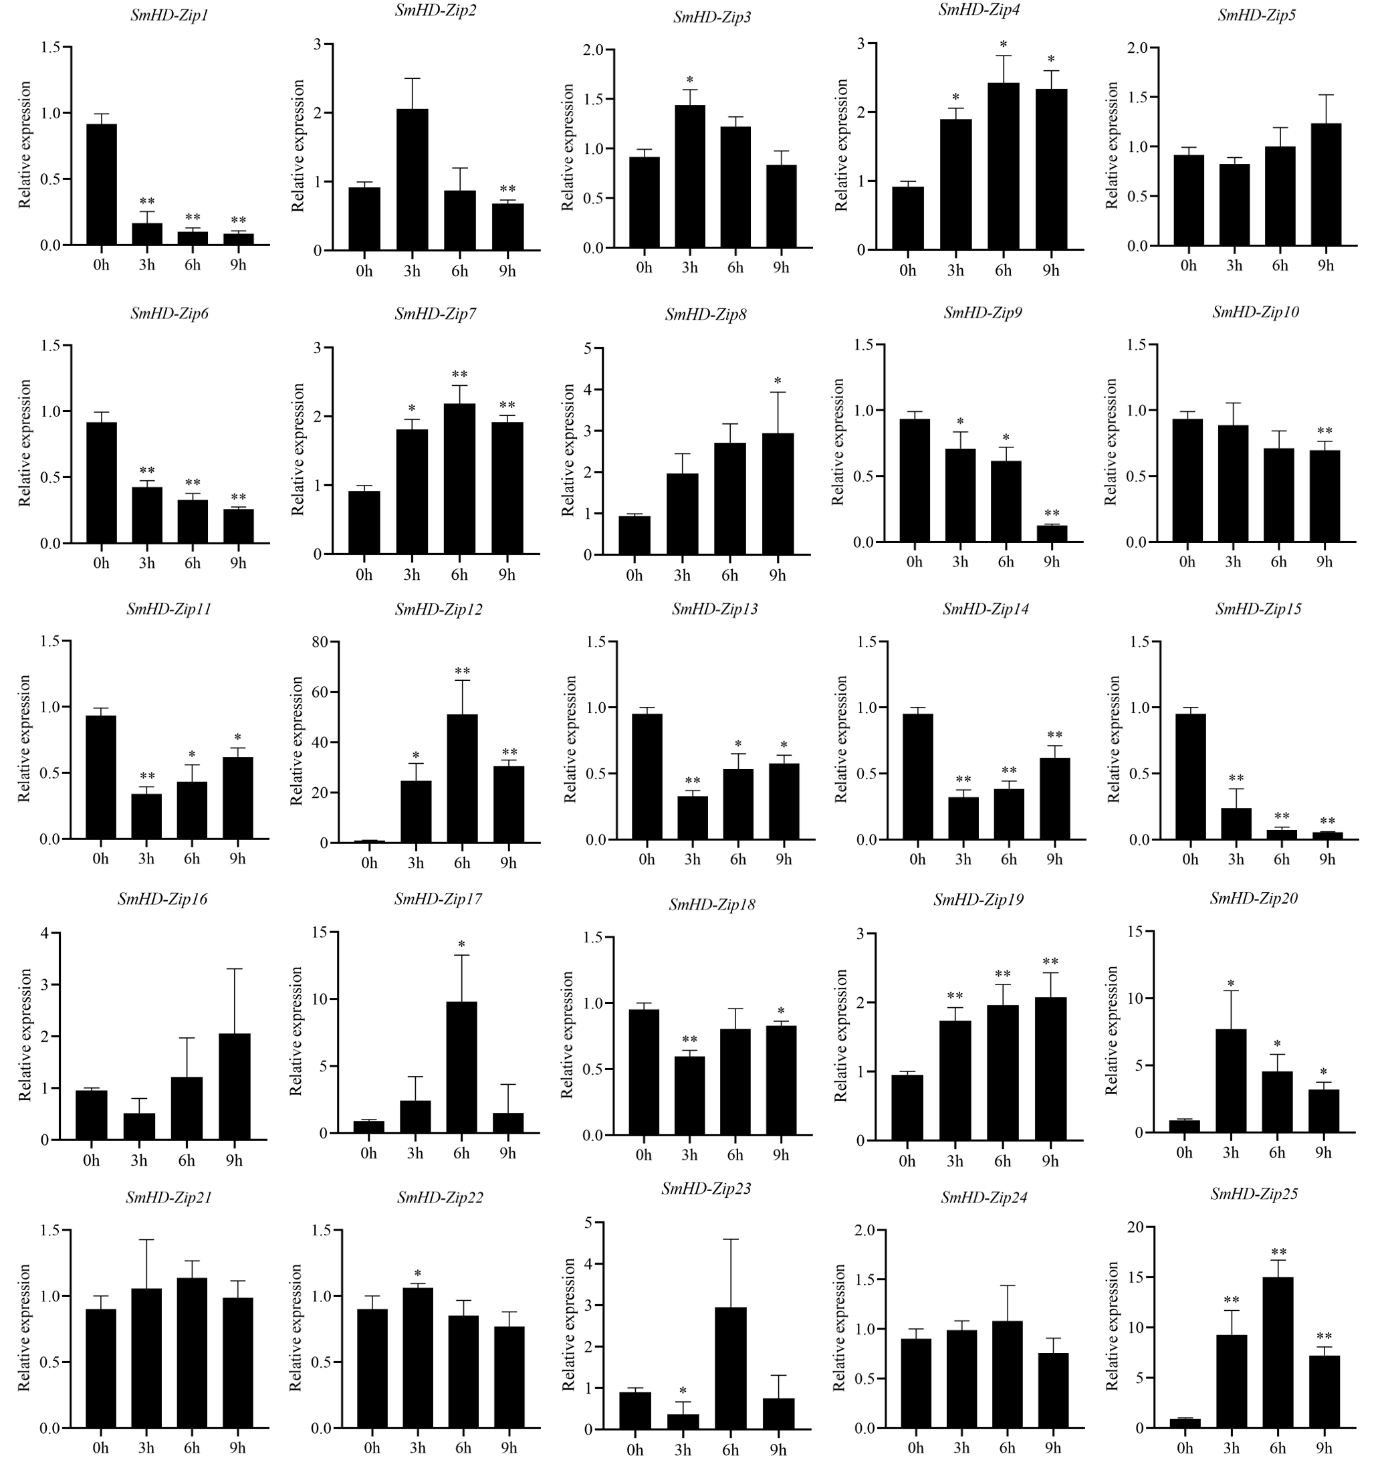 SmHD-Zip1
Relative expression
1.5
1.0
0.5
0.0
**
**
**
0h 3h 6h 9h
SmHD-Zip2
Relative expression
3
2
1
0
**
0h 3h 6h 9h
SmHD-Zip3
Relative expression
2.0
1.5
1.0
0.5
0.0
*
0h 3h 6h 9h
SmHD-Zip4
Relative expression
3
2
1
0
*
*
*
0h 3h 6h 9h
SmHD-Zip5
Relative expression
2.0
1.5
1.0
0.5
0.0
0h 3h 6h 9h
SmHD-Zip6
Relative expression
1.5
1.0
0.5
0.0
**
**
**
0h 3h 6h 9h
SmHD-Zip7
Relative expression
3
2
1
0
*
**
**
0h 3h 6h 9h
SmHD-Zip8
Relative expression
5
4
3
2
1
0
*
0h 3h 6h 9h
SmHD-Zip9
Relative expression
1.5
1.0
0.5
0.0
*
*
**
0h 3h 6h 9h
SmHD-Zip10
Relative expression
1.5
1.0
0.5
0.0
**
0h 3h 6h 9h
SmHD-Zip11
Relative expression
1.5
1.0
0.5
0.0
**
*
*
0h 3h 6h 9h
SmHD-Zip12
Relative expression
80
60
40
20
0
*
**
**
0h 3h 6h 9h
SmHD-Zip13
Relative expression
1.5
1.0
0.5
0.0
**
*
*
0h 3h 6h 9h
SmHD-Zip14
Relative expression
1.5
1.0
0.5
0.0
**
**
**
0h 3h 6h 9h
SmHD-Zip15
Relative expression
1.5
1.0
0.5
0.0
**
**
**
0h 3h 6h 9h
SmHD-Zip16
Relative expression
4
3
2
1
0
0h 3h 6h 9h
SmHD-Zip17
Relative expression
15
10
5
0
*
0h 3h 6h 9h
SmHD-Zip18
Relative expression
1.5
1.0
0.5
0.0
**
*
0h 3h 6h 9h
SmHD-Zip19
Relative expression
3
2
1
0
**
**
**
0h 3h 6h 9h
SmHD-Zip20
Relative expression
15
10
5
0
*
*
*
0h 3h 6h 9h
SmHD-Zip21
Relative expression
1.5
1.0
0.5
0.0
0h 3h 6h 9h
SmHD-Zip22
Relative expression
1.5
1.0
0.5
0.0
*
0h 3h 6h 9h
SmHD-Zip23
Relative expression
5
4
3
2
1
0
*
0h 3h 6h 9h
SmHD-Zip24
Relative expression
2.0
1.5
1.0
0.5
0.0
0h 3h 6h 9h
SmHD-Zip25
Relative expression
20
15
10
5
0
**
**
**
0h 3h 6h 9h